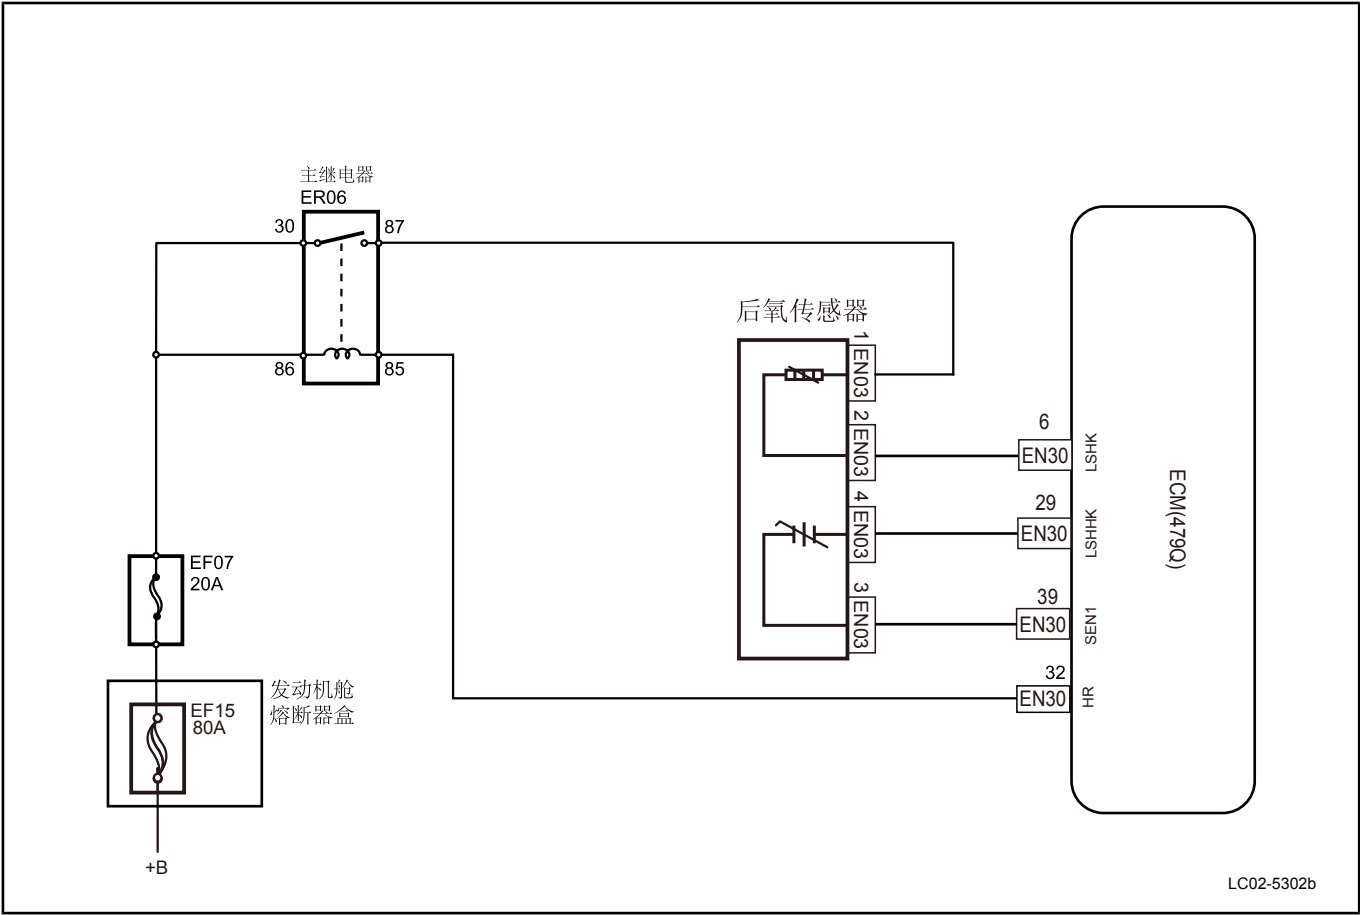 主继电器
ER06
30
87
86
85
后氧传感器
1
EN03
2
EN03
4
EN03
3
EN03
6
EN30
LSHK
29
EN30
LSHHK
39
EN30
SEN1
32
EN30
HR
ECM(479Q)
EF07
20A
发动机舱
熔断器盒
EF15
80A
+B
LC02-5302b